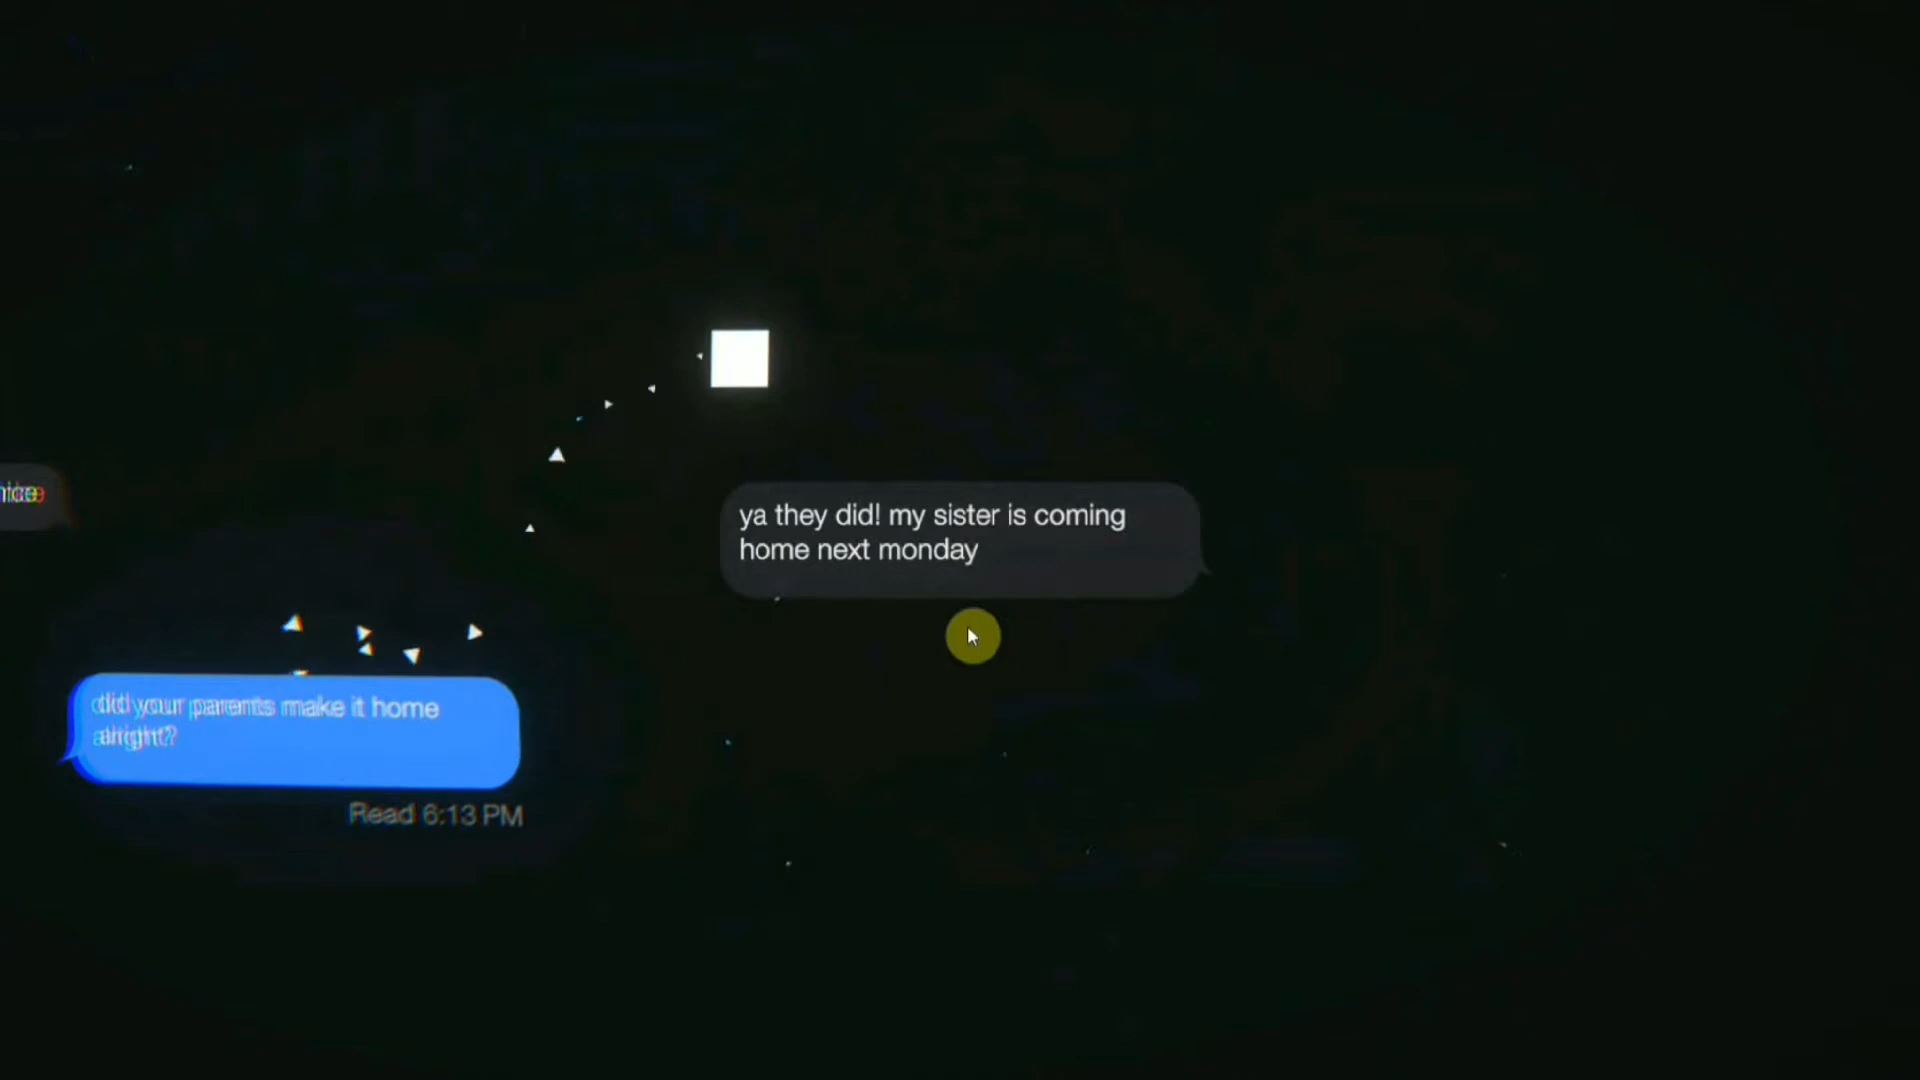 nice
ya they did! my sister is coming
home next monday
did your parents make it home
alright?
Read 6:13 PM